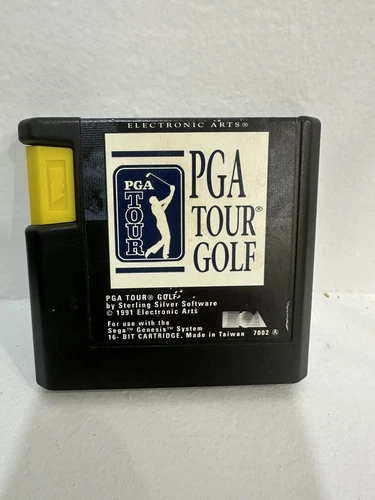 ELECTRONIC ARTS®
PGA
TOUR
PGA
TOUR®
GOLF
PGA TOUR® GOLF
by Sterling Silver Software
© 1991 Electronic Arts
For use with the
Sega™ Genesis™ System
16- BIT CARTRIDGE, Made in Taiwan 7002 Ⓐ
EA